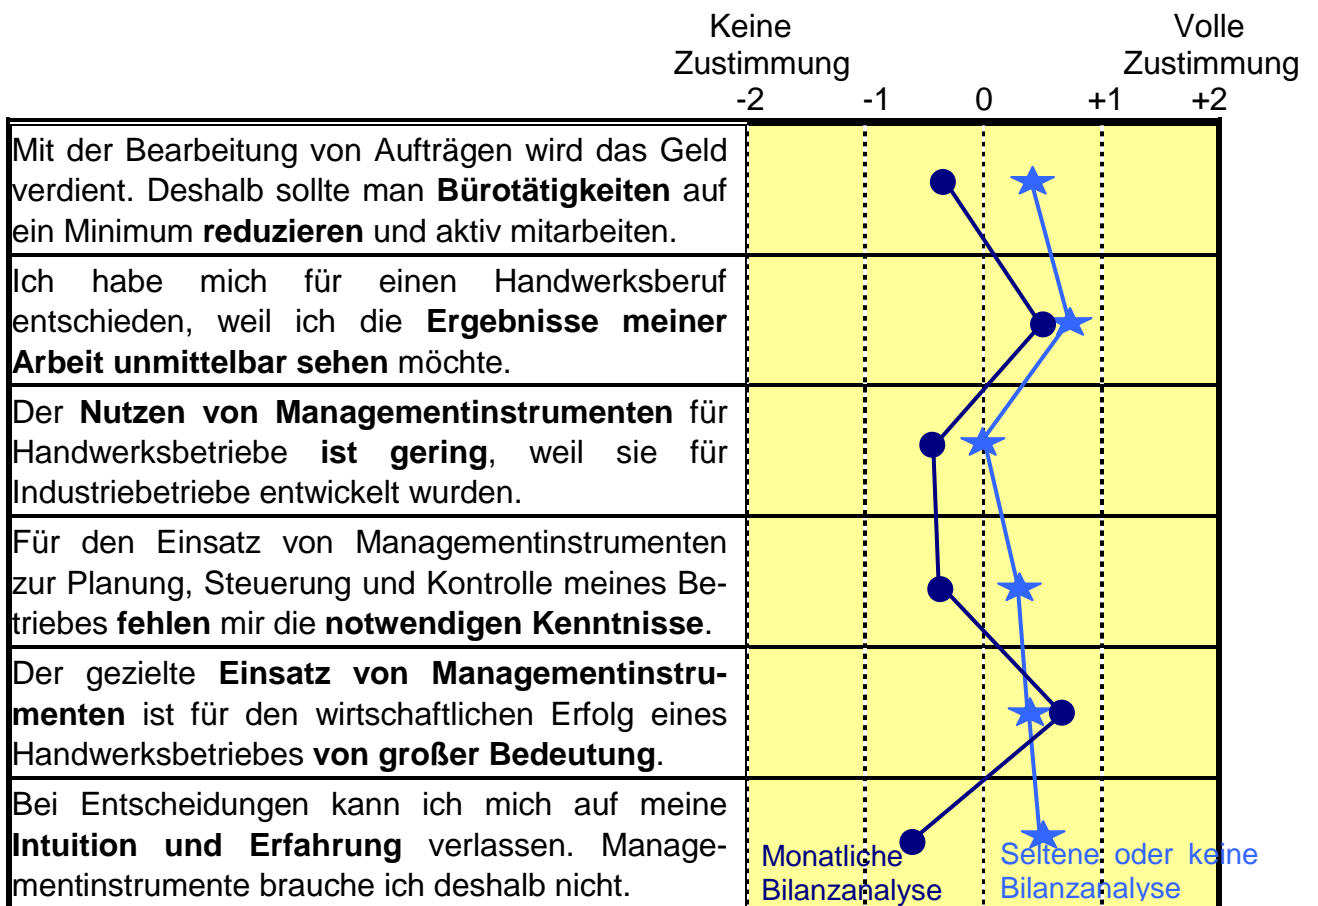 Keine Volle
Zustimmung Zustimmung
-2 -1 0 +1 +2
Mit der Bearbeitung von Aufträgen wird das Geld
verdient. Deshalb sollte man Bürotätigkeiten auf
ein Minimum reduzieren und aktiv mitarbeiten.
Ich habe mich für einen Handwerksberuf
entschieden, weil ich die Ergebnisse meiner
Arbeit unmittelbar sehen möchte.
Der Nutzen von Managementinstrumenten für
Handwerksbetriebe ist gering, weil sie für
Industriebetriebe entwickelt wurden.
Für den Einsatz von Managementinstrumenten
zur Planung, Steuerung und Kontrolle meines Be-
triebes fehlen mir die notwendigen Kenntnisse.
Der gezielte Einsatz von Managementinstru-
menten ist für den wirtschaftlichen Erfolg eines
Handwerksbetriebes von großer Bedeutung.
Bei Entscheidungen kann ich mich auf meine
Intuition und Erfahrung verlassen. Manage-
mentinstrumente brauche ich deshalb nicht.
Monatliche
Bilanzanalyse
Seltene oder keine
Bilanzanalyse